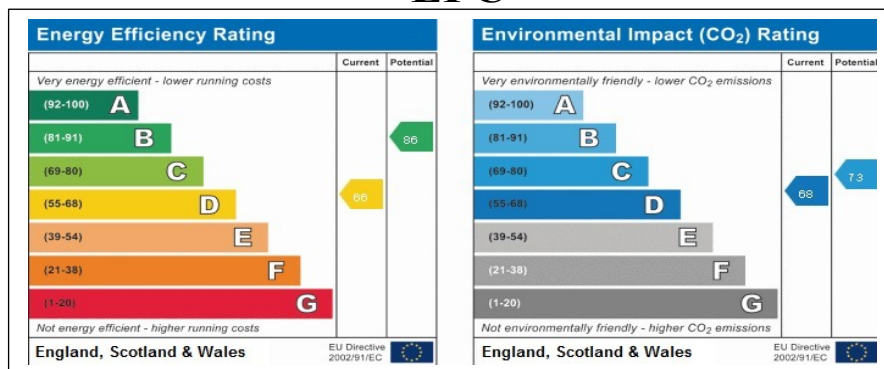 Energy Efficiency Rating
Current Potential
Very energy efficient - lower running costs
(92-100) A
(81-91) B
86
(69-80) C
(55-68) D
66
(39-54) E
(21-38) F
(1-20) G
Not energy efficient - higher running costs
England, Scotland & Wales
EU Directive
2002/91/EC
Environmental Impact (CO₂) Rating
Current Potential
Very environmentally friendly - lower CO₂ emissions
(92-100) A
(81-91) B
(69-80) C
73
(55-68) D
68
(39-54) E
(21-38) F
(1-20) G
Not environmentally friendly - higher CO₂ emissions
England, Scotland & Wales
EU Directive
2002/91/EC